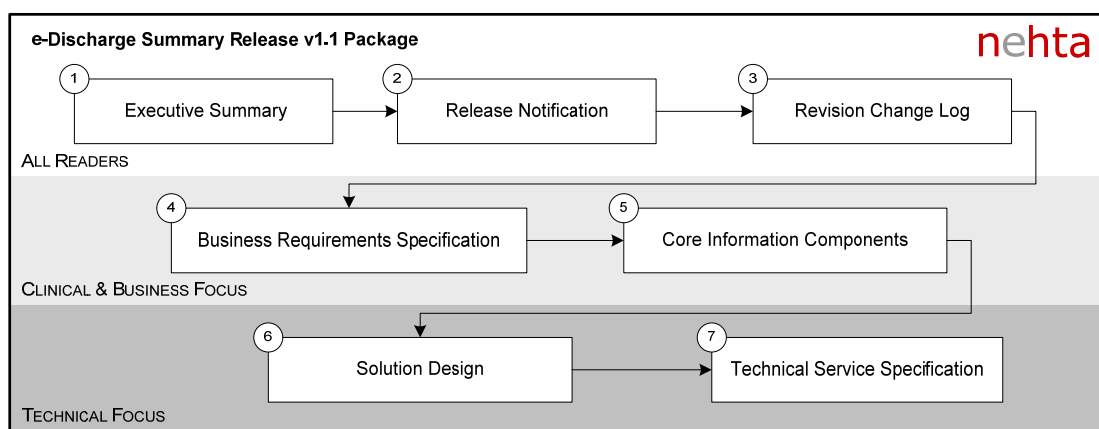 e-Discharge Summary Release v1.1 Package
nehta
1
Executive Summary
2
Release Notification
3
Revision Change Log
ALL READERS
4
Business Requirements Specification
5
Core Information Components
CLINICAL & BUSINESS FOCUS
6
Solution Design
7
Technical Service Specification
TECHNICAL FOCUS